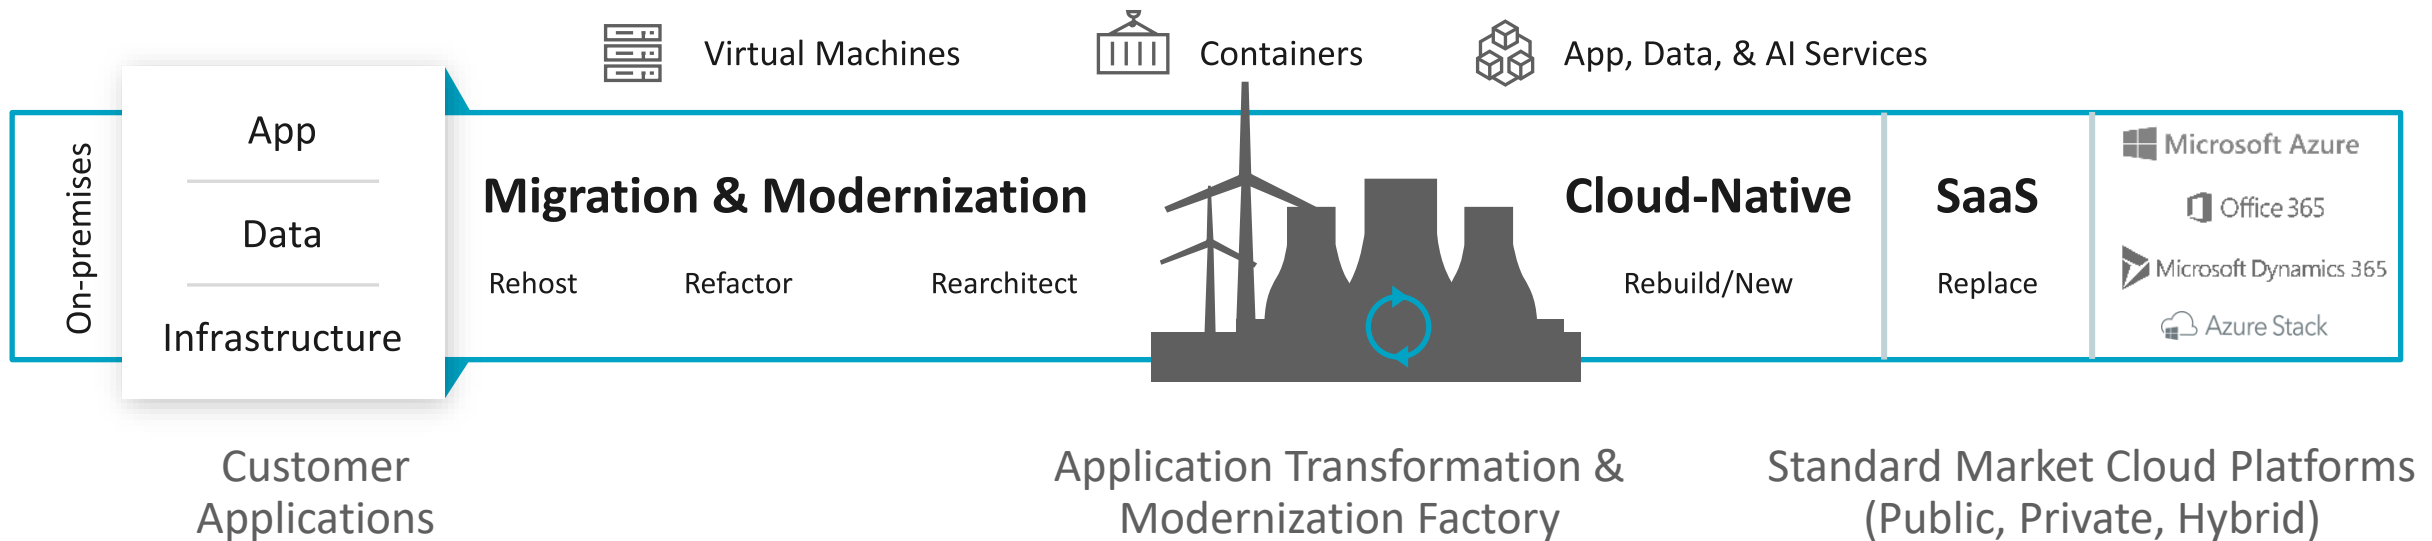 Virtual Machines
Containers
App, Data, & AI Services
On-premises
App
Data
Infrastructure
Migration & Modernization
Rehost
Refactor
Rearchitect
Cloud-Native
Rebuild/New
SaaS
Replace
Microsoft Azure
Office 365
Microsoft Dynamics 365
Azure Stack
Customer
Applications
Application Transformation &
Modernization Factory
Standard Market Cloud Platforms
(Public, Private, Hybrid)